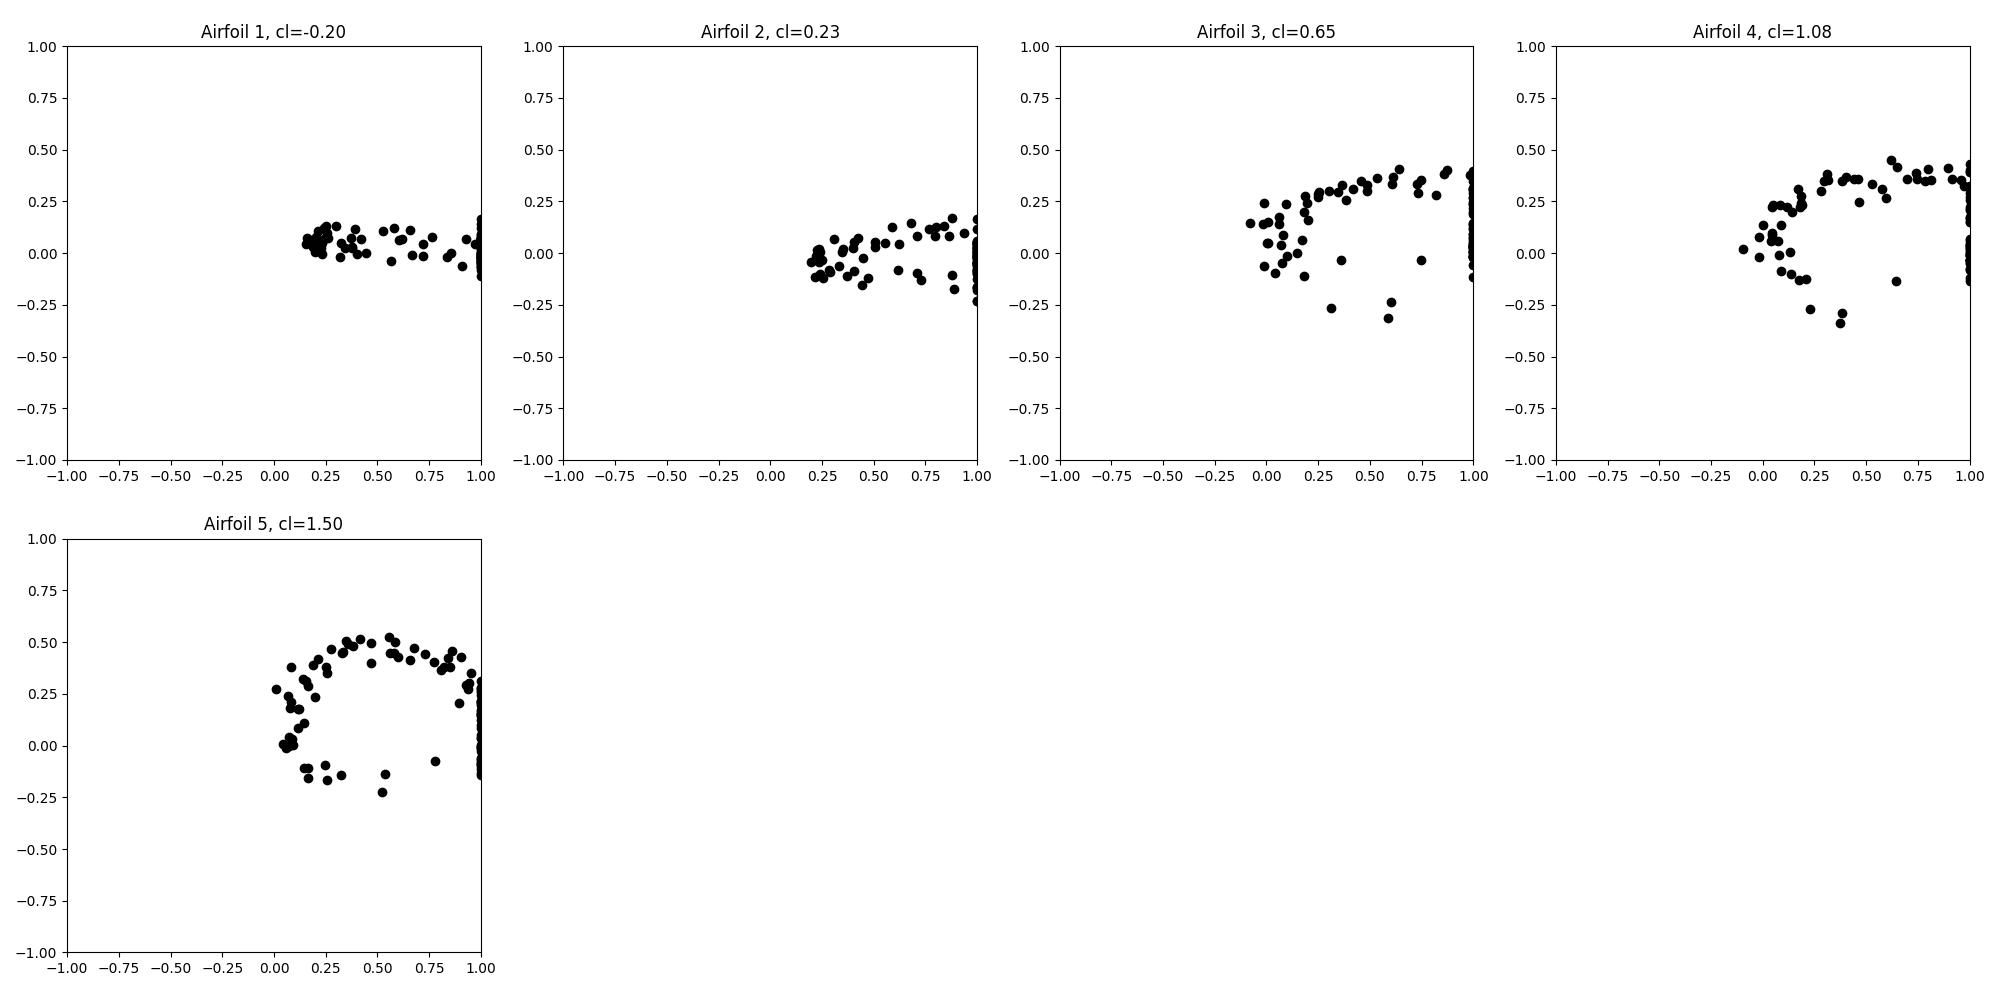 Airfoil 1, cl=-0.20
Airfoil 2, cl=0.23
Airfoil 3, cl=0.65
Airfoil 4, cl=1.08
1.00 1.00 1.00 1.00
0.75 0.75 0.75 0.75
0.50 0.50 0.50 0.50
0.25 0.25 0.25 0.25
0.00 0.00 0.00 0.00
−0.25 −0.25 −0.25 −0.25
−0.50 −0.50 −0.50 −0.50
−0.75 −0.75 −0.75 −0.75
−1.00 −1.00 −1.00 −1.00
−1.00 −0.75 −0.50 −0.25 0.00 0.25 0.50 0.75 1.00
−1.00 −0.75 −0.50 −0.25 0.00 0.25 0.50 0.75 1.00
−1.00 −0.75 −0.50 −0.25 0.00 0.25 0.50 0.75 1.00
−1.00 −0.75 −0.50 −0.25 0.00 0.25 0.50 0.75 1.00
Airfoil 5, cl=1.50
1.00
0.75
0.50
0.25
0.00
−0.25
−0.50
−0.75
−1.00
−1.00 −0.75 −0.50 −0.25 0.00 0.25 0.50 0.75 1.00